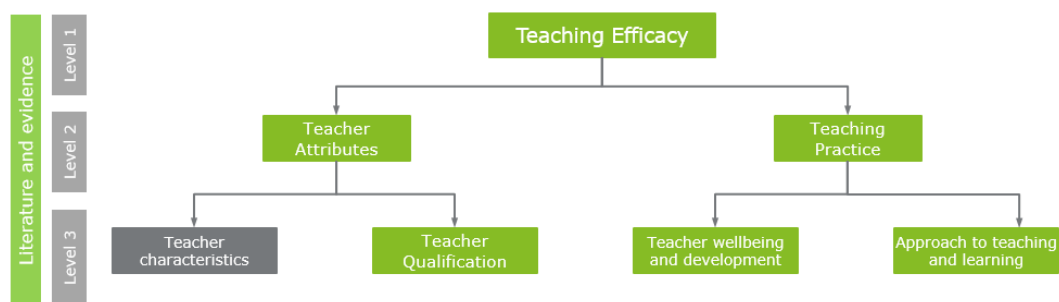 Literature and evidence
Level 1
Teaching Efficacy
Level 2
Teacher
Attributes
Teaching
Practice
Level 3
Teacher
characteristics
Teacher
Qualification
Teacher wellbeing
and development
Approach to teaching
and learning